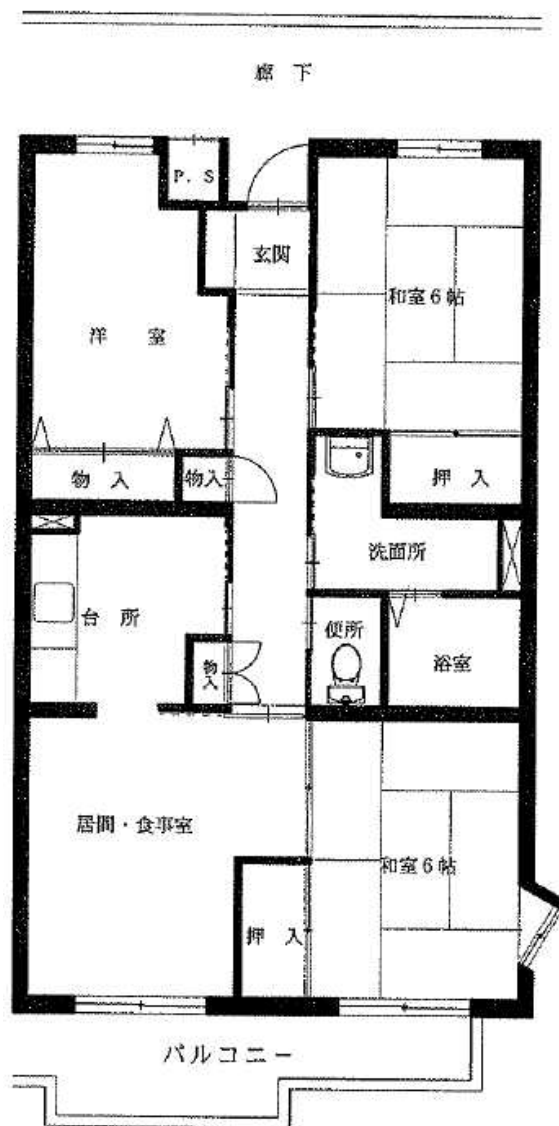 廊 下
P. S
玄関
和室6帖
洋 室
物 入
物入
押 入
洗面所
台 所
便所
浴室
物入
居間・食事室
和室6帖
押 入
バルコニー